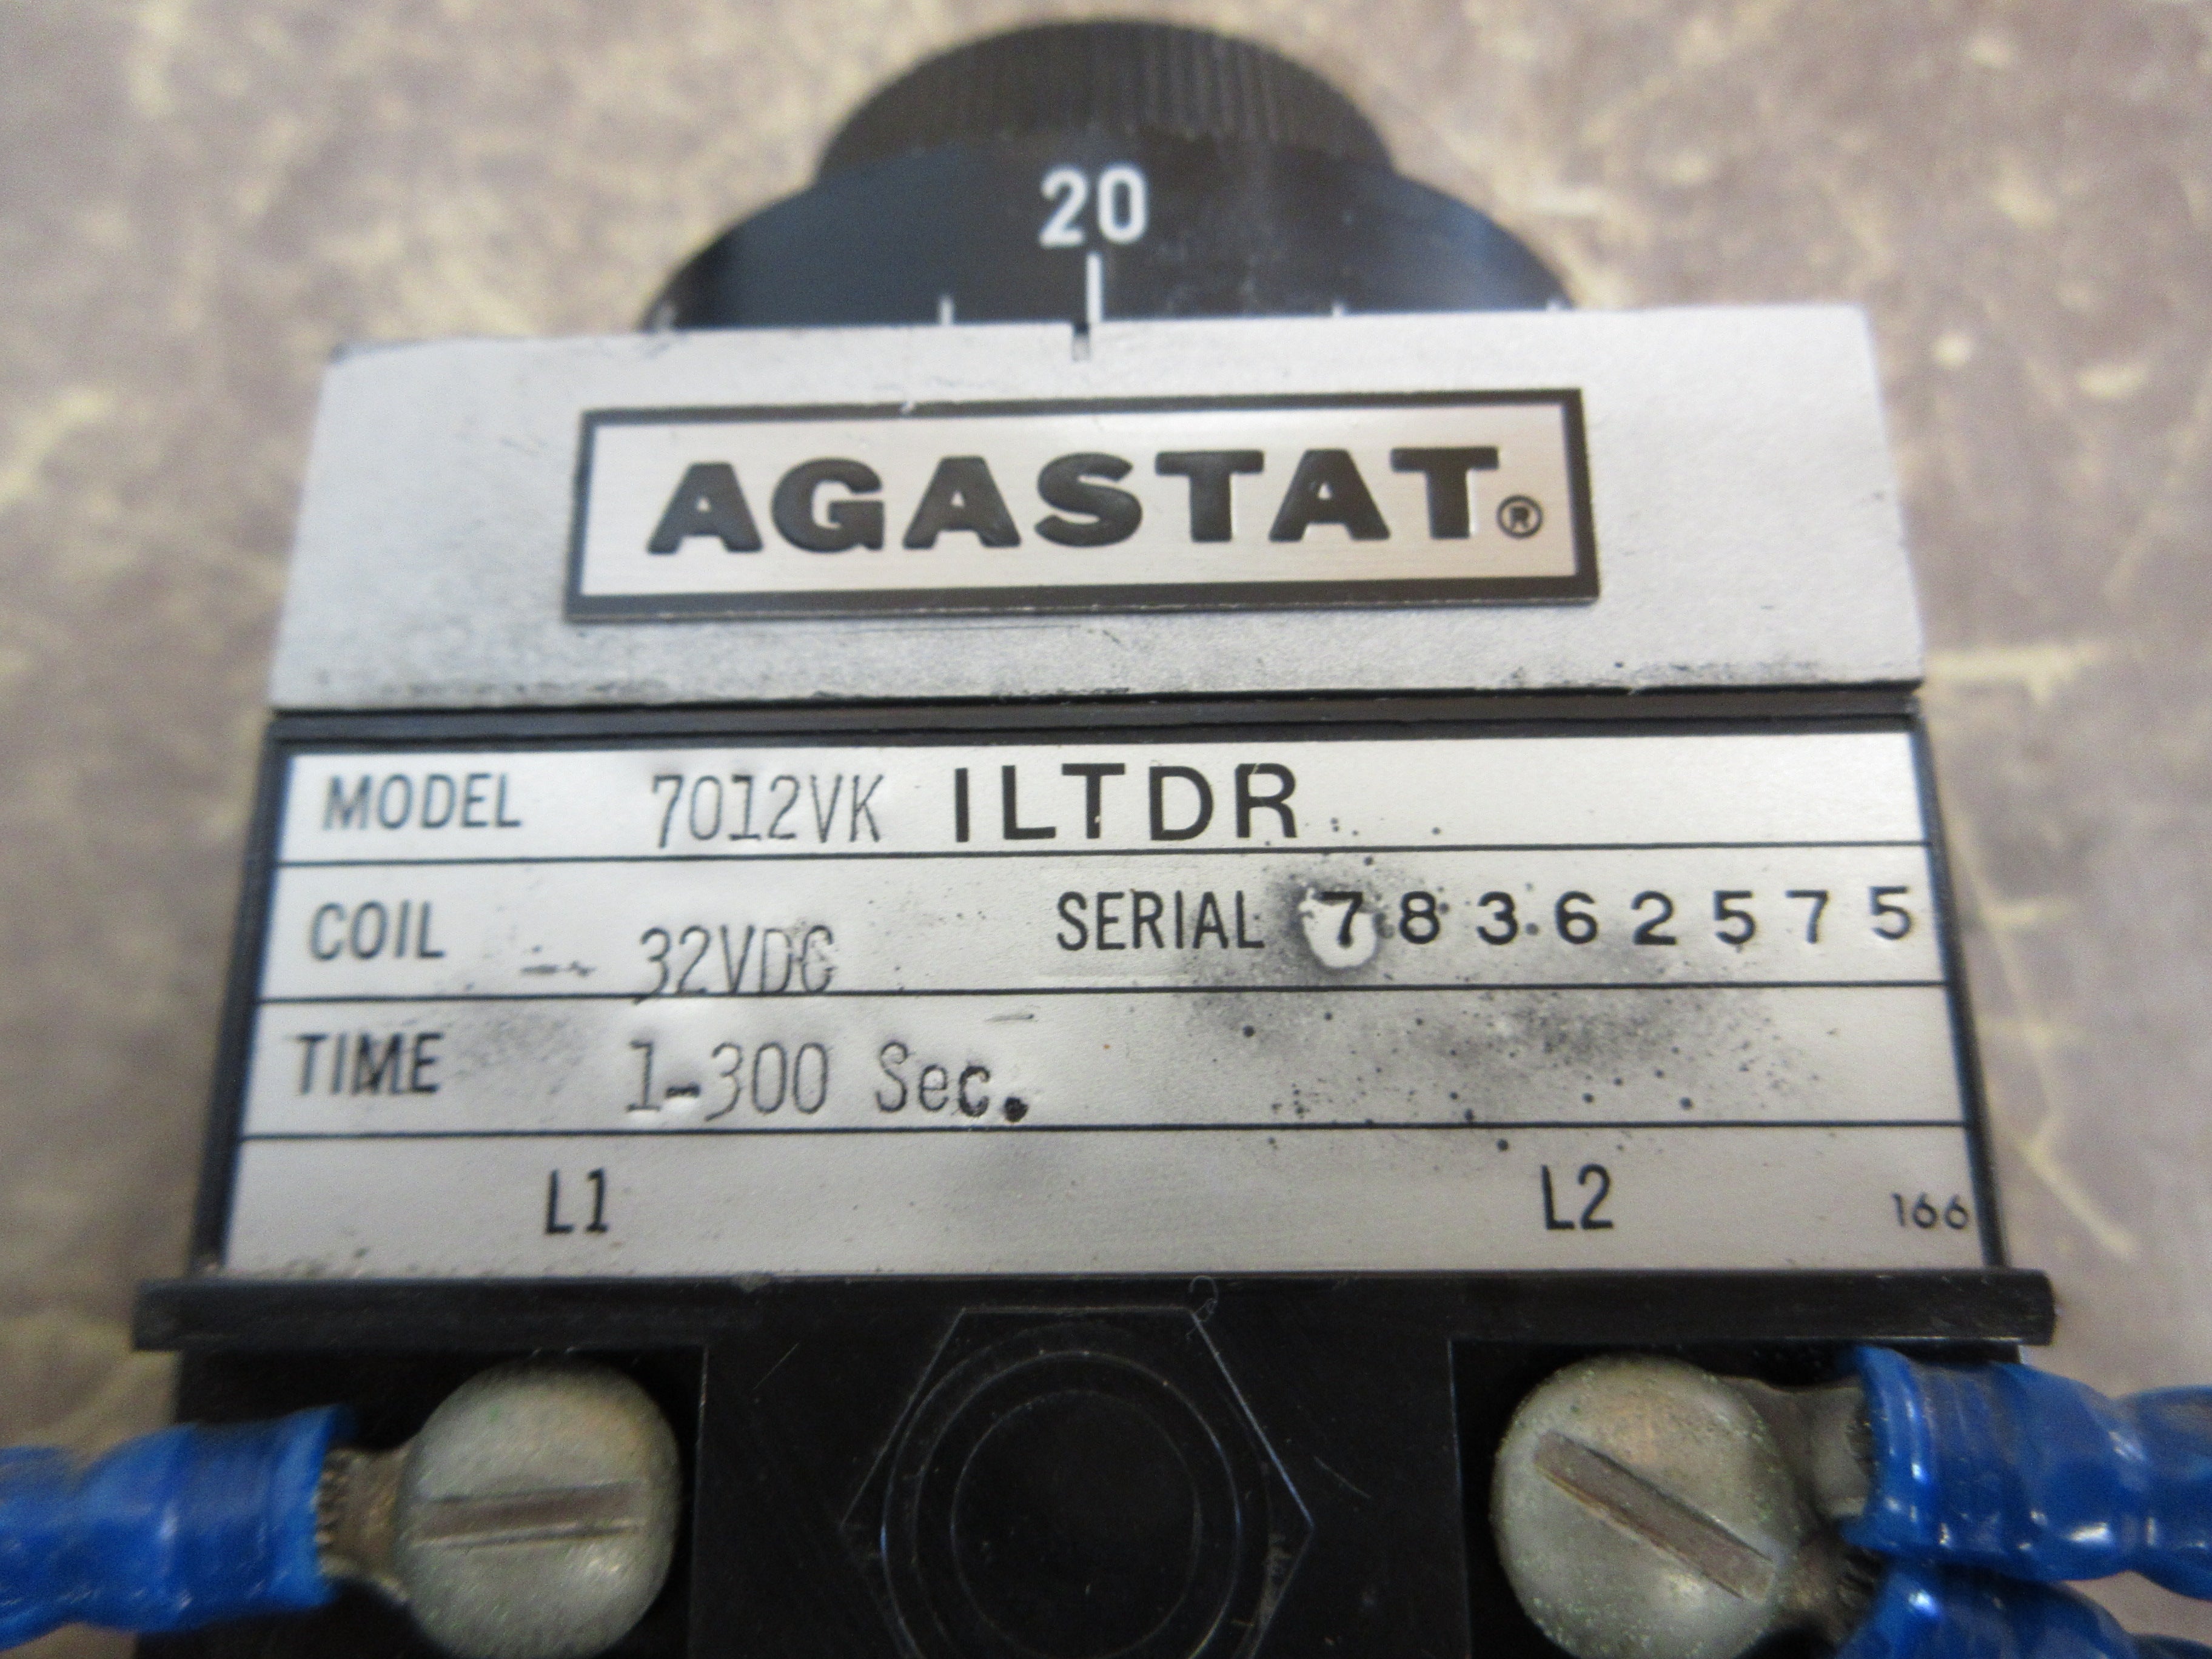 20
AGASTAT®
MODEL 7012VK ILTDR
COIL 32VDC SERIAL 78362575
TIME 1-300 Sec.
L1 L2 166